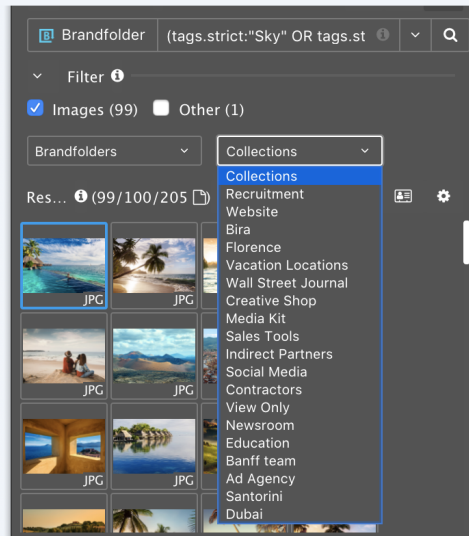 Brandfolder
(tags.strict:"Sky" OR tags.st
Filter
Images (99)
Other (1)
Brandfolders
Collections
Res... (99/100/205 )
Collections
Recruitment
Website
Bira
Florence
Vacation Locations
Wall Street Journal
Creative Shop
Media Kit
Sales Tools
Indirect Partners
Social Media
Contractors
View Only
Newsroom
Education
Banff team
Ad Agency
Santorini
Dubai
JPG
JPG
JPG
JPG
JPG
JPG